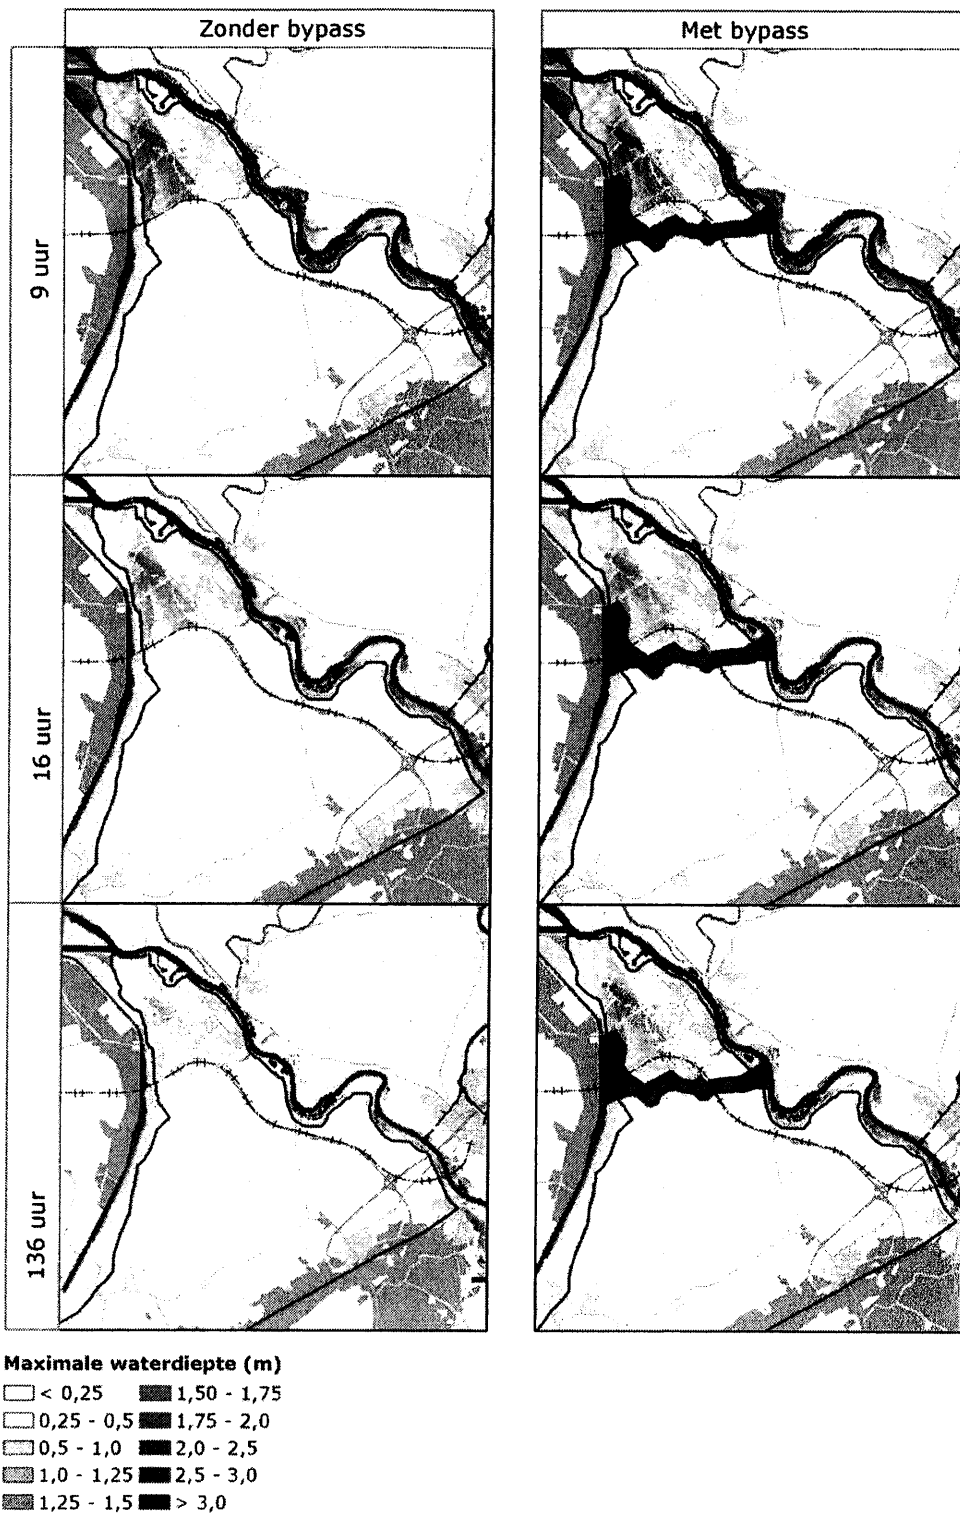 Zonder bypass
Met bypass
9 uur
16 uur
136 uur
Maximale waterdiepte (m)
< 0,25
1,50 - 1,75
0,25 - 0,5
1,75 - 2,0
0,5 - 1,0
2,0 - 2,5
1,0 - 1,25
2,5 - 3,0
1,25 - 1,5
> 3,0